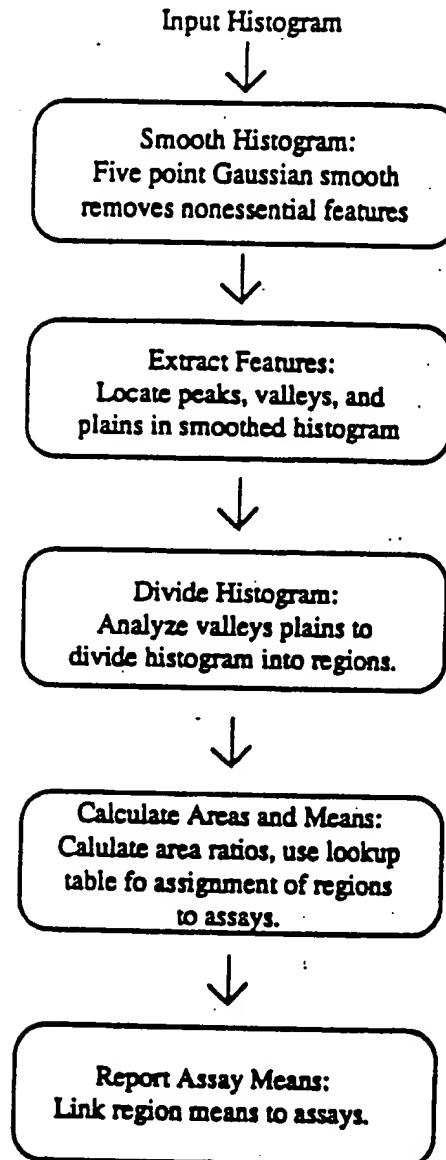 Input Histogram
Smooth Histogram:
Five point Gaussian smooth
removes nonessential features
Extract Features:
Locate peaks, valleys, and
plains in smoothed histogram
Divide Histogram:
Analyze valleys plains to
divide histogram into regions.
Calculate Areas and Means:
Calulate area ratios, use lookup
table fo assignment of regions
to assays.
Report Assay Means:
Link region means to assays.